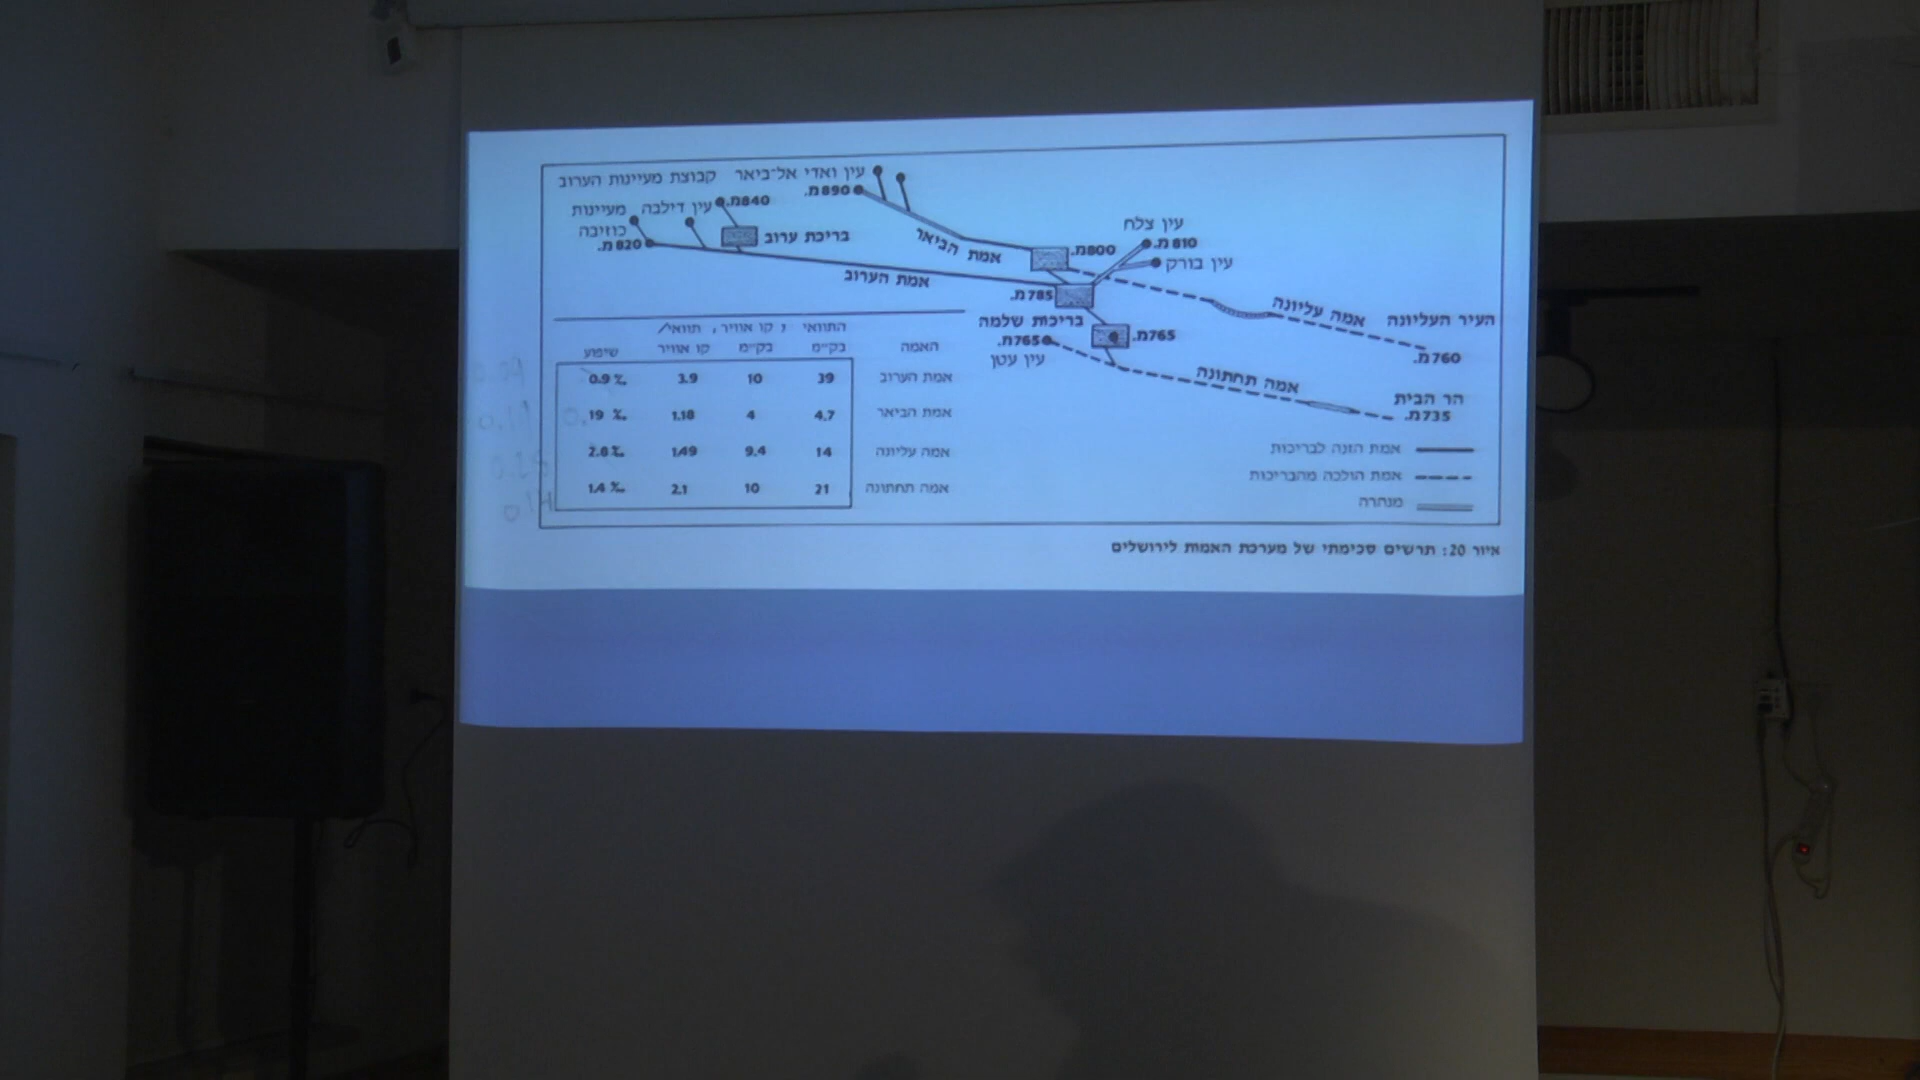 קבוצת מעיינות הערוב
עין ואדי אל־ביאר
890מ.
מעיינות
כוזיבה
820מ.
עין דילבה
840מ.
בריכת ערוב
אמת הביאר
אמת הערוב
800מ.
עין צלח
810מ.
עין בורק
785מ.
בריכות שלמה
765מ.
עין עטן
765מ.
אמה עליונה
העיר העליונה
760מ.
אמה תחתונה
הר הבית
735מ.
אמת הזנה לבריכות
אמת הולכה מהבריכות
מנהרה
האמה התוואי בק״מ קו אוויר, בק״מ תוואי/ קו אוויר שיפוע
אמת הערוב 39 10 3.9 0.9‰
אמת הביאר 4.7 4 1.18 19‰
אמה עליונה 14 9.4 1.49 2.8‰
אמה תחתונה 21 10 2.1 1.4‰
איור 20: תרשים סכימתי של מערכת האמות לירושלים